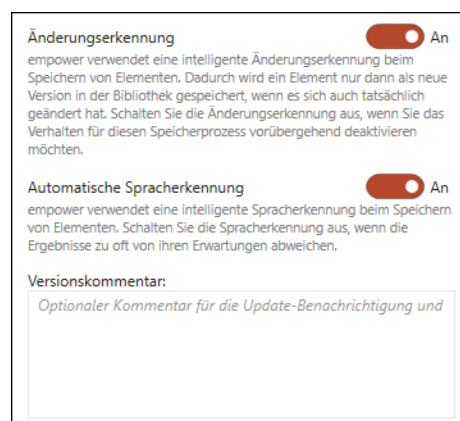 Änderungserkennung An
empower verwendet eine intelligente Änderungserkennung beim
Speichern von Elementen. Dadurch wird ein Element nur dann als neue
Version in der Bibliothek gespeichert, wenn es sich auch tatsächlich
geändert hat. Schalten Sie die Änderungserkennung aus, wenn Sie das
Verhalten für diesen Speicherprozess vorübergehend deaktivieren
möchten.
Automatische Spracherkennung An
empower verwendet eine intelligente Spracherkennung beim Speichern
von Elementen. Schalten Sie die Spracherkennung aus, wenn die
Ergebnisse zu oft von ihren Erwartungen abweichen.
Versionskommentar:
Optionaler Kommentar für die Update-Benachrichtigung und